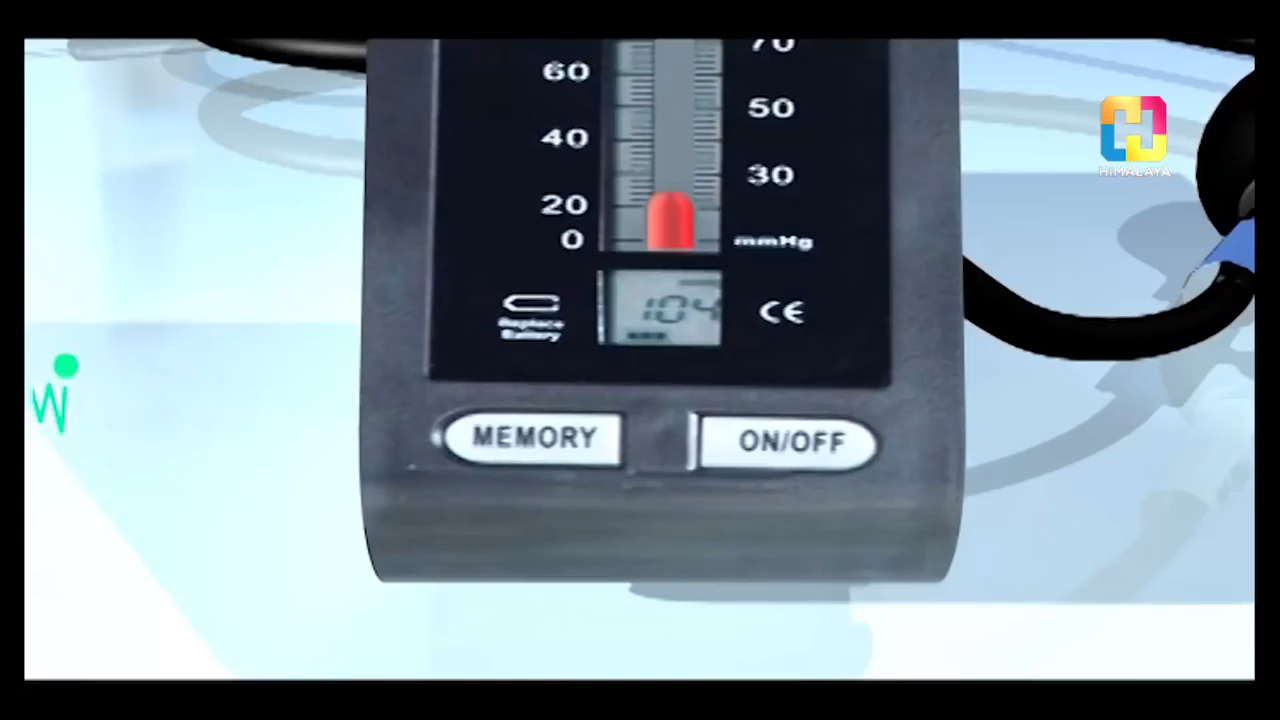 70
60
50
40
30
20
0
mmHg
104
Replace
Battery
CE
MEMORY
ON/OFF
HIMALAYA